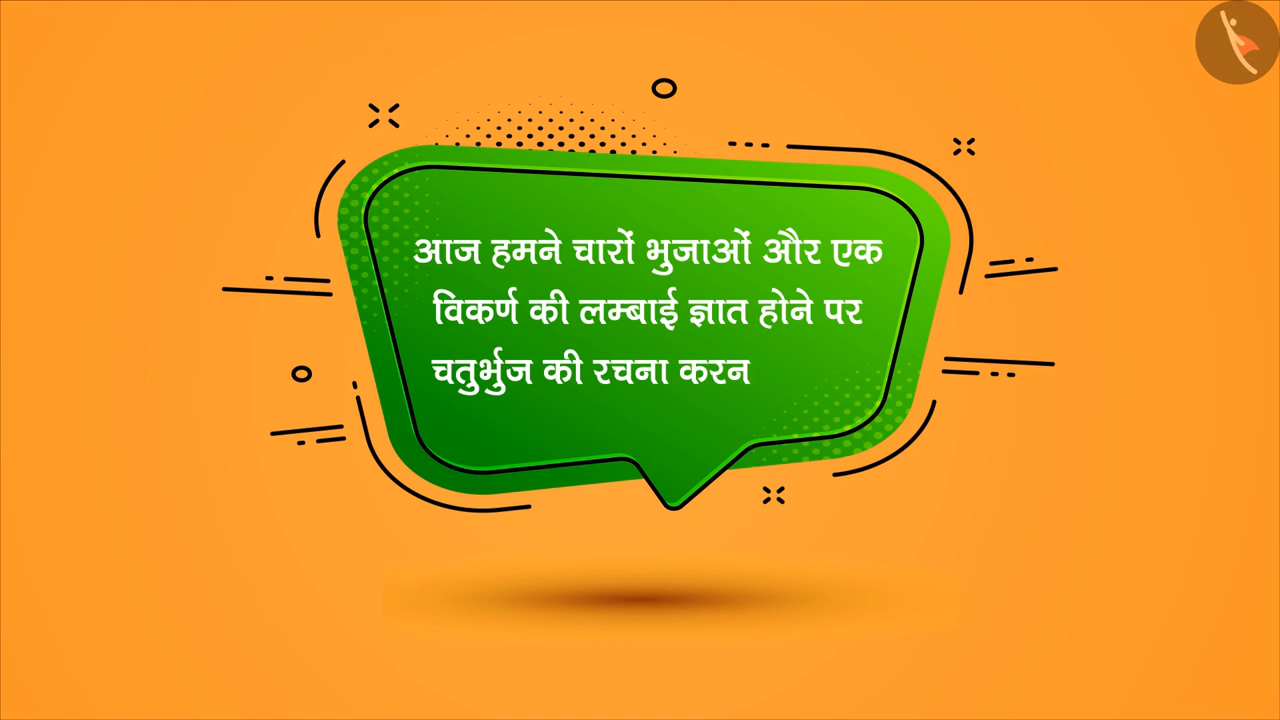 आज हमने चारों भुजाओं और एक
विकर्ण की लम्बाई ज्ञात होने पर
चतुर्भुज की रचना करन